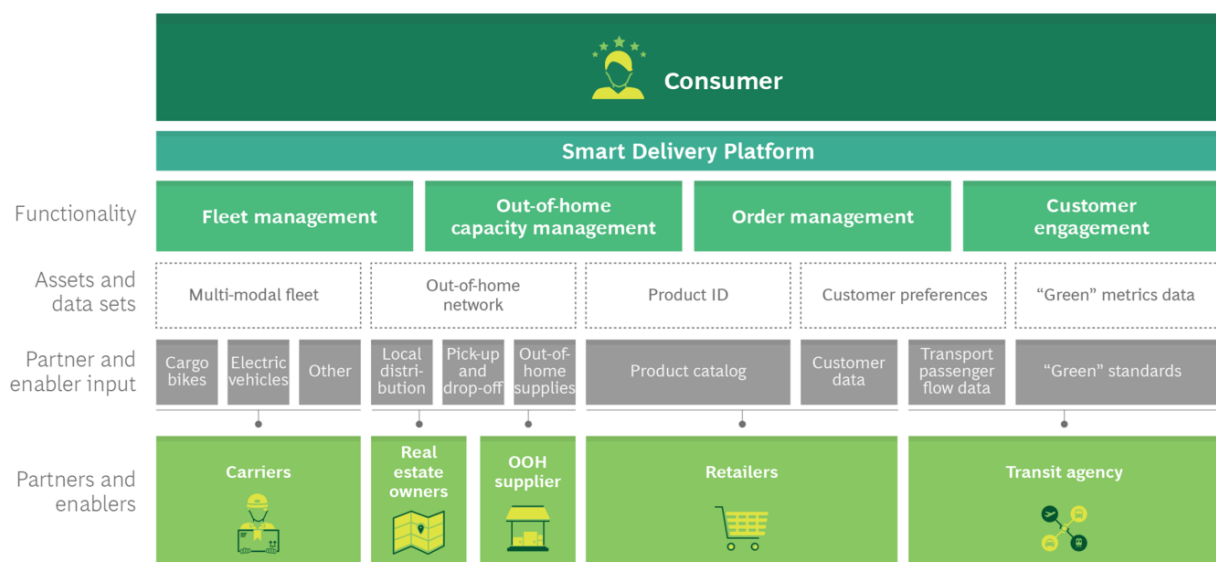 Consumer
Smart Delivery Platform
Functionality
Fleet management
Out-of-home
capacity management
Order management
Customer
engagement
Assets and
data sets
Multi-modal fleet
Out-of-home
network
Product ID
Customer preferences
“Green” metrics data
Partner and
enabler input
Cargo
bikes
Electric
vehicles
Other
Local
distri-
bution
Pick-up
and
drop-off
Out-of-
home
supplies
Product catalog
Customer
data
Transport
passenger
flow data
“Green” standards
Partners and
enablers
Carriers
Real
estate
owners
OOH
supplier
Retailers
Transit agency